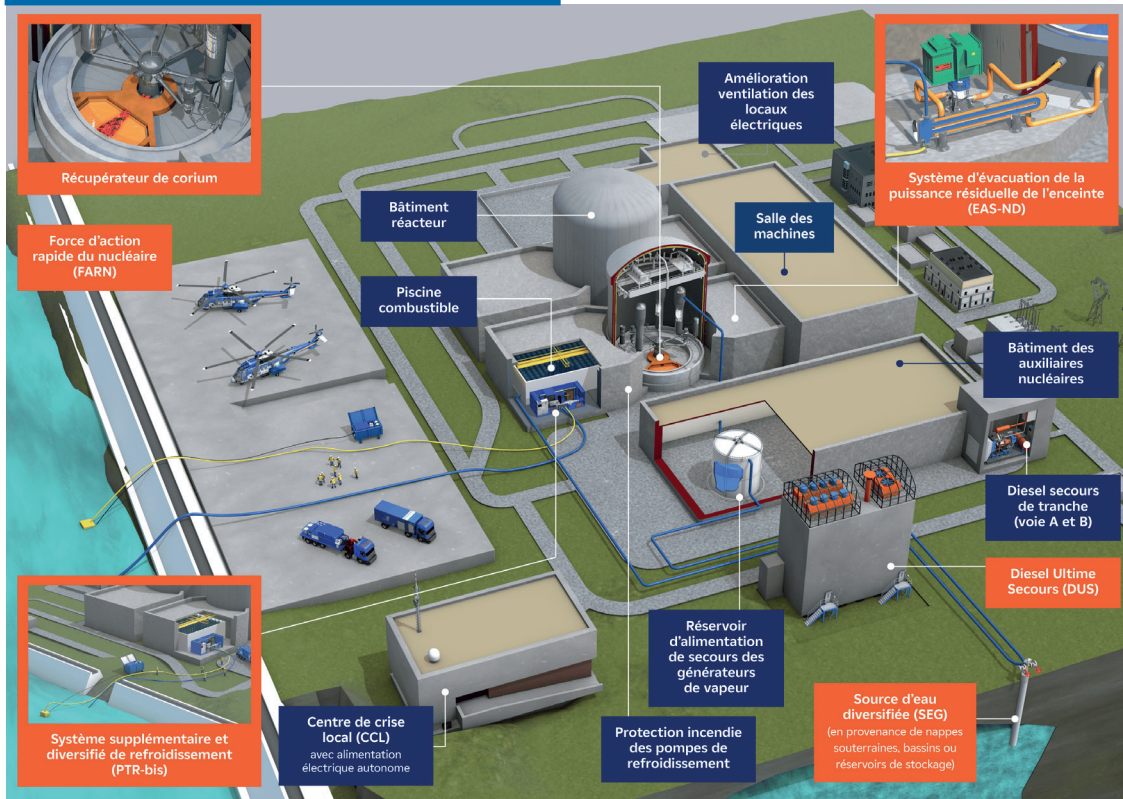 Récupérateur de corium
Amélioration
ventilation des
locaux
électriques
Système d'évacuation de la
puissance résiduelle de l'enceinte
(EAS-ND)
Bâtiment
réacteur
Salle des
machines
Force d'action
rapide du nucléaire
(FARN)
Piscine
combustible
Bâtiment des
auxiliaires
nucléaires
Diesel secours
de tranche
(voie A et B)
Diesel Ultime
Secours (DUS)
Réservoir
d'alimentation
de secours des
générateurs
de vapeur
Source d'eau
diversifiée (SEG)
(en provenance de nappes
souterraines, bassins ou
réservoirs de stockage)
Centre de crise
local (CCL)
avec alimentation
électrique autonome
Protection incendie
des pompes de
refroidissement
Système supplémentaire et
diversifié de refroidissement
(PTR-bis)